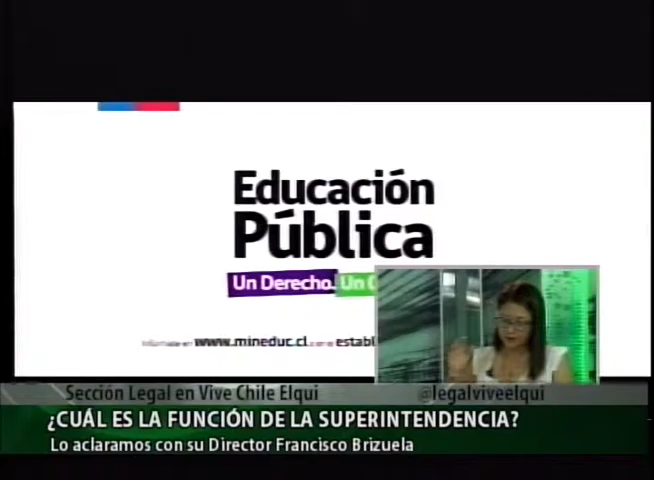 Educación
Pública
Un Derecho. Un
www.mineduc.cl
Sección Legal en Vive Chile Elqui
@legalviveelqui
¿CUÁL ES LA FUNCIÓN DE LA SUPERINTENDENCIA?
Lo aclaramos con su Director Francisco Brizuela